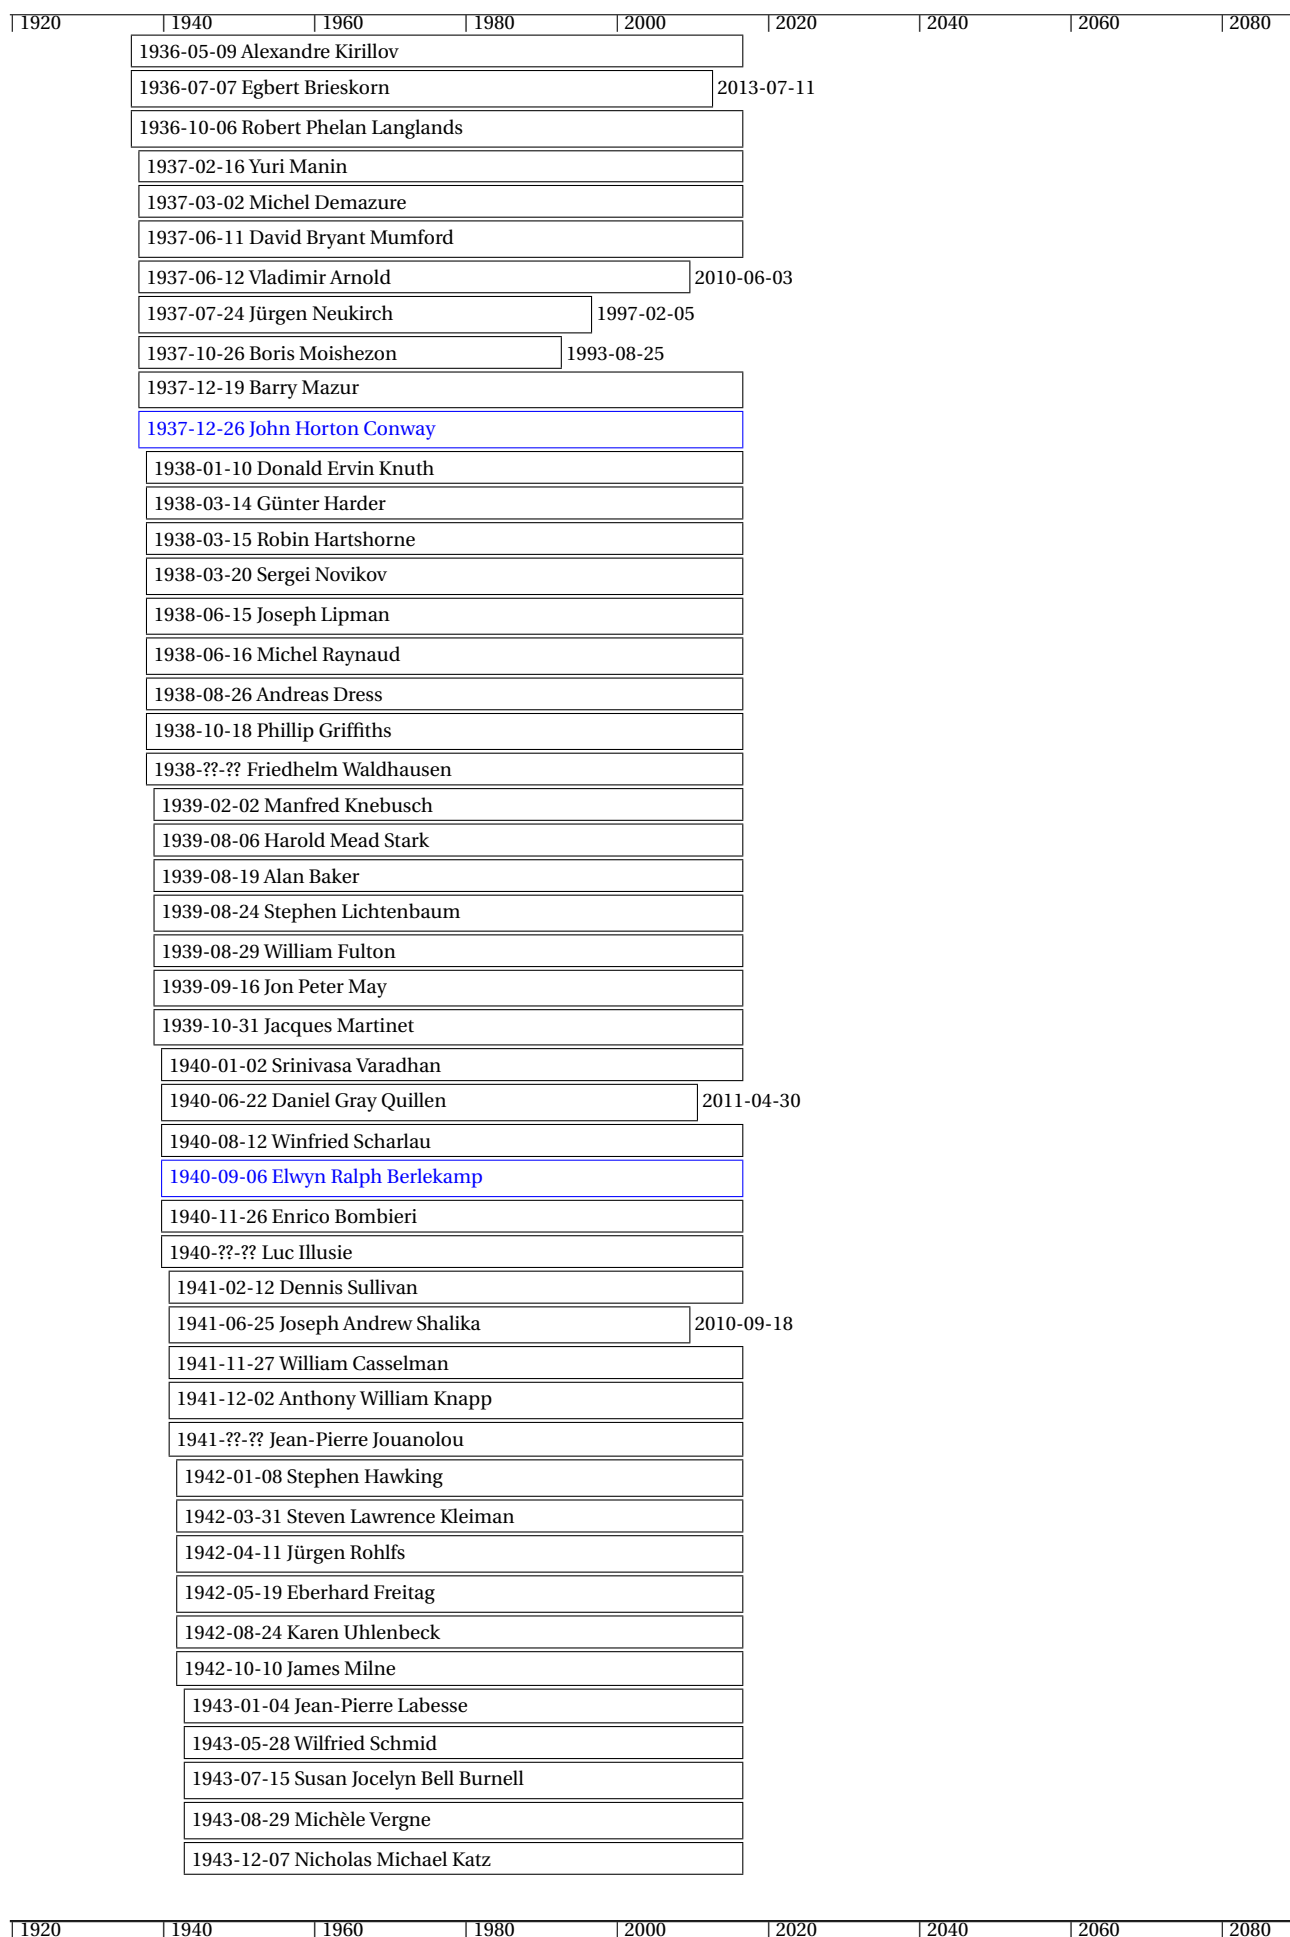 1920 1940 1960 1980 2000 2020 2040 2060 2080
1936-05-09 Alexandre Kirillov
1936-07-07 Egbert Brieskorn 2013-07-11
1936-10-06 Robert Phelan Langlands
1937-02-16 Yuri Manin
1937-03-02 Michel Demazure
1937-06-11 David Bryant Mumford
1937-06-12 Vladimir Arnold 2010-06-03
1937-07-24 Jürgen Neukirch 1997-02-05
1937-10-26 Boris Moishezon 1993-08-25
1937-12-19 Barry Mazur
1937-12-26 John Horton Conway
1938-01-10 Donald Ervin Knuth
1938-03-14 Günter Harder
1938-03-15 Robin Hartshorne
1938-03-20 Sergei Novikov
1938-06-15 Joseph Lipman
1938-06-16 Michel Raynaud
1938-08-26 Andreas Dress
1938-10-18 Phillip Griffiths
1938-??-?? Friedhelm Waldhausen
1939-02-02 Manfred Knebusch
1939-08-06 Harold Mead Stark
1939-08-19 Alan Baker
1939-08-24 Stephen Lichtenbaum
1939-08-29 William Fulton
1939-09-16 Jon Peter May
1939-10-31 Jacques Martinet
1940-01-02 Srinivasa Varadhan
1940-06-22 Daniel Gray Quillen 2011-04-30
1940-08-12 Winfried Scharlau
1940-09-06 Elwyn Ralph Berlekamp
1940-11-26 Enrico Bombieri
1940-??-?? Luc Illusie
1941-02-12 Dennis Sullivan
1941-06-25 Joseph Andrew Shalika 2010-09-18
1941-11-27 William Casselman
1941-12-02 Anthony William Knapp
1941-??-?? Jean-Pierre Jouanolou
1942-01-08 Stephen Hawking
1942-03-31 Steven Lawrence Kleiman
1942-04-11 Jürgen Rohlfs
1942-05-19 Eberhard Freitag
1942-08-24 Karen Uhlenbeck
1942-10-10 James Milne
1943-01-04 Jean-Pierre Labesse
1943-05-28 Wilfried Schmid
1943-07-15 Susan Jocelyn Bell Burnell
1943-08-29 Michèle Vergne
1943-12-07 Nicholas Michael Katz
1920 1940 1960 1980 2000 2020 2040 2060 2080